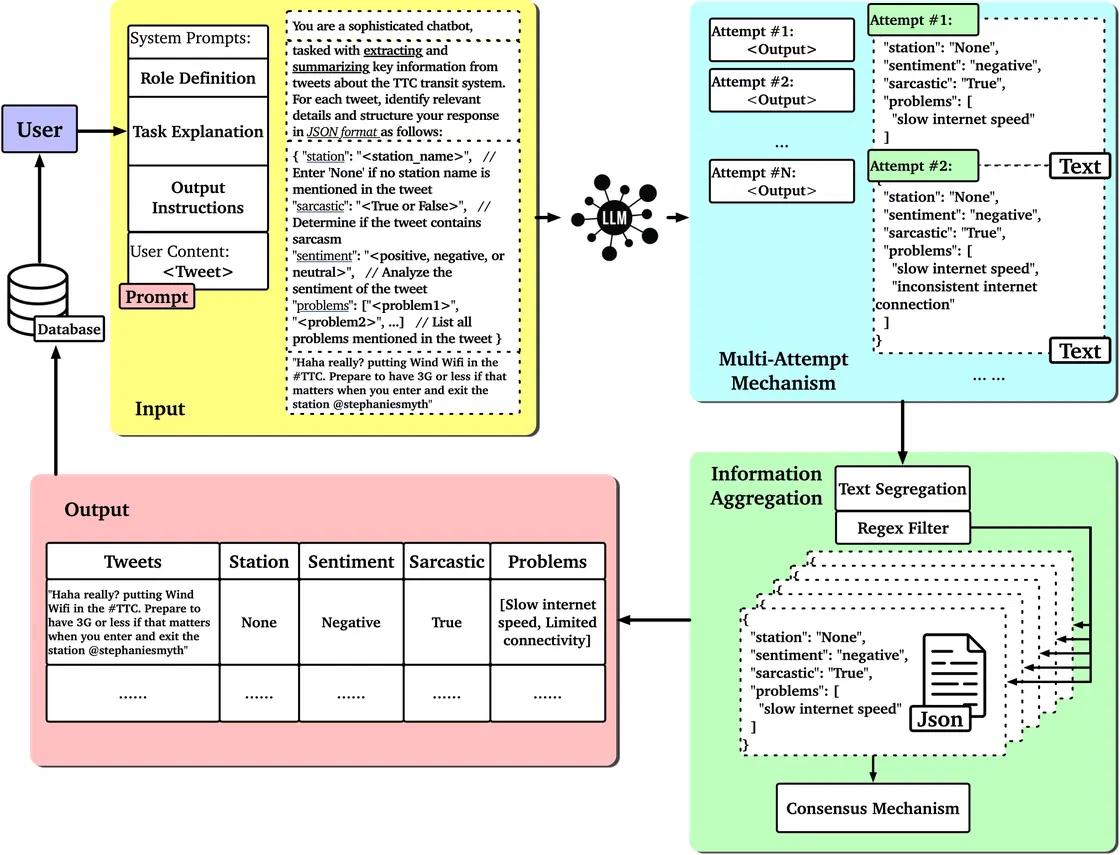 User
Database
System Prompts:
Role Definition
Task Explanation
Output
Instructions
User Content:
<Tweet>
Prompt
Input
You are a sophisticated chatbot,
tasked with extracting and
summarizing key information from
tweets about the TTC transit system.
For each tweet, identify relevant
details and structure your response
in JSON format as follows:
{ "station": "<station_name>",   //
Enter 'None' if no station name is
mentioned in the tweet
"sarcastic": "<True or False>",   //
Determine if the tweet contains
sarcasm
"sentiment": "<positive, negative, or
neutral>",   // Analyze the
sentiment of the tweet
"problems": ["<problem1>",
"<problem2>", ...]   // List all
problems mentioned in the tweet }
"Haha really? putting Wind Wifi in the
#TTC. Prepare to have 3G or less if that
matters when you enter and exit the
station @stephaniesmyth"
LLM
Attempt #1:
<Output>
Attempt #2:
<Output>
...
Attempt #N:
<Output>
Multi-Attempt
Mechanism
Attempt #1:
"station": "None",
"sentiment": "negative",
"sarcastic": "True",
"problems": [
"slow internet speed"
]
Text
Attempt #2:
{
"station": "None",
"sentiment": "negative",
"sarcastic": "True",
"problems": [
"slow internet speed",
"inconsistent internet
connection"
]
}
Text
... ...
Information
Aggregation
Text Segregation
Regex Filter
{
{
{
{
{
"station": "None",
"sentiment": "negative",
"sarcastic": "True",
"problems": [
"slow internet speed"
]
}
Json
Consensus Mechanism
Output
Tweets Station Sentiment Sarcastic Problems
"Haha really? putting Wind
Wifi in the #TTC. Prepare to
have 3G or less if that matters
when you enter and exit the
station @stephaniesmyth"
None
Negative
True
[Slow internet
speed, Limited
connectivity]
...... ...... ...... ...... ......